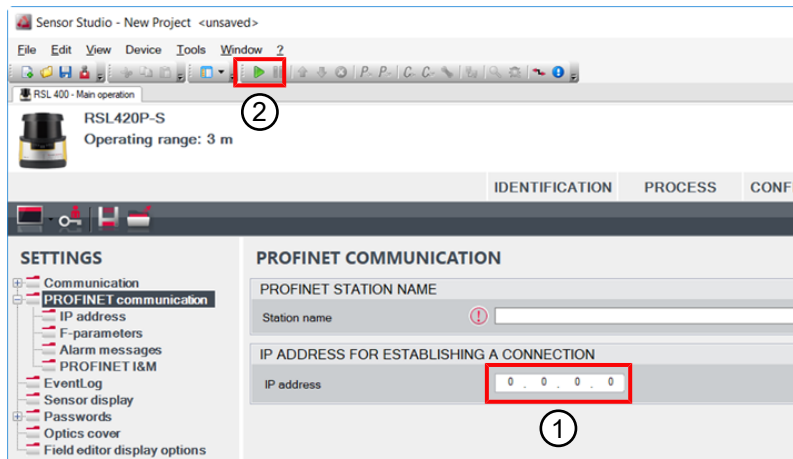 Sensor Studio - New Project <unsaved>
File Edit View Device Tools Window ?
RSL 400 - Main operation
②
RSL420P-S
Operating range: 3 m
IDENTIFICATION PROCESS CONF
SETTINGS
Communication
PROFINET communication
IP address
F-parameters
Alarm messages
PROFINET I&M
EventLog
Sensor display
Passwords
Optics cover
Field editor display options
PROFINET COMMUNICATION
PROFINET STATION NAME
Station name
IP ADDRESS FOR ESTABLISHING A CONNECTION
IP address 0 . 0 . 0 . 0
①